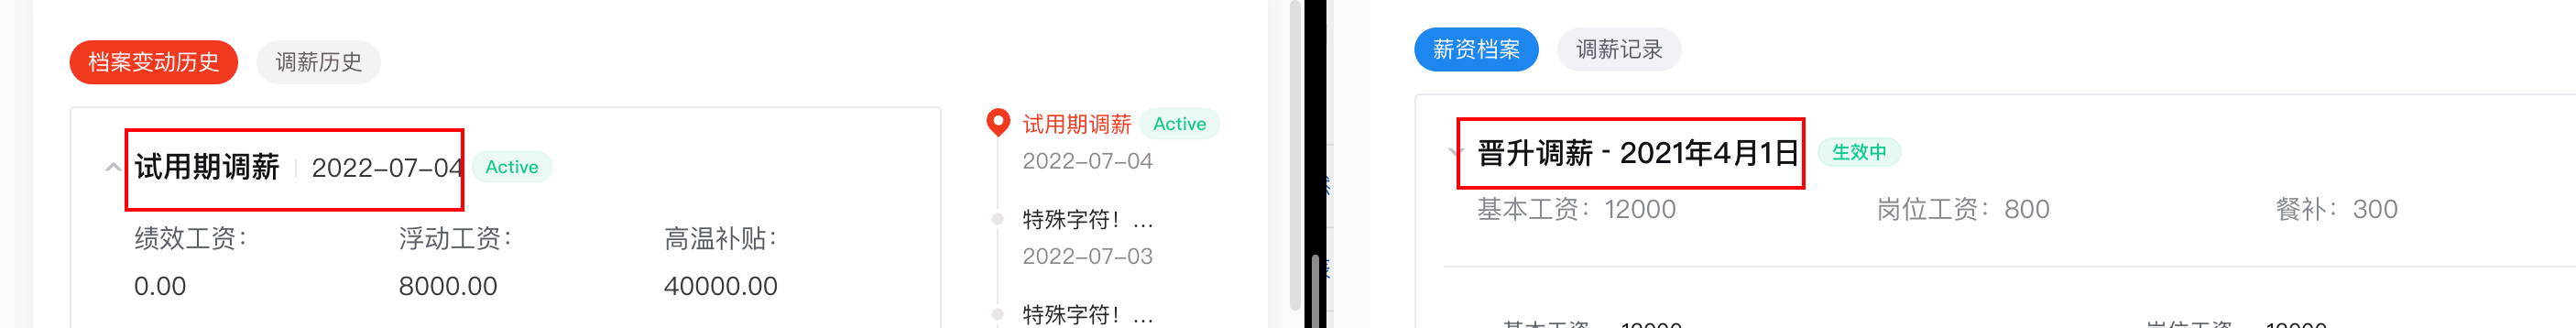 档案变动历史 调薪历史
试用期调薪 2022-07-04 Active
绩效工资: 浮动工资: 高温补贴:
0.00 8000.00 40000.00
试用期调薪 Active
2022-07-04
特殊字符！...
2022-07-03
特殊字符！...
薪资档案 调薪记录
晋升调薪 - 2021年4月1日 生效中
基本工资：12000 岗位工资：800 餐补：300